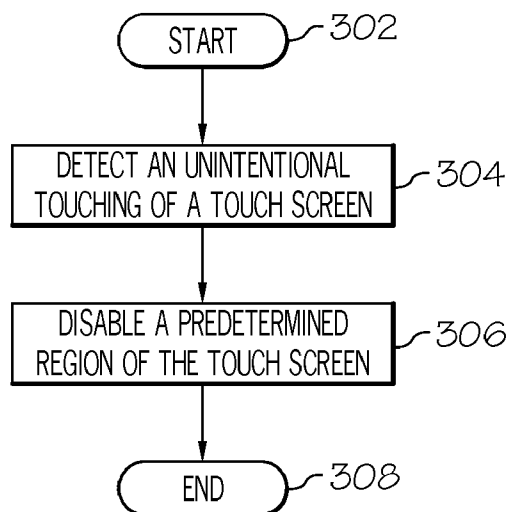 START
302
DETECT AN UNINTENTIONAL
TOUCHING OF A TOUCH SCREEN
304
DISABLE A PREDETERMINED
REGION OF THE TOUCH SCREEN
306
END
308